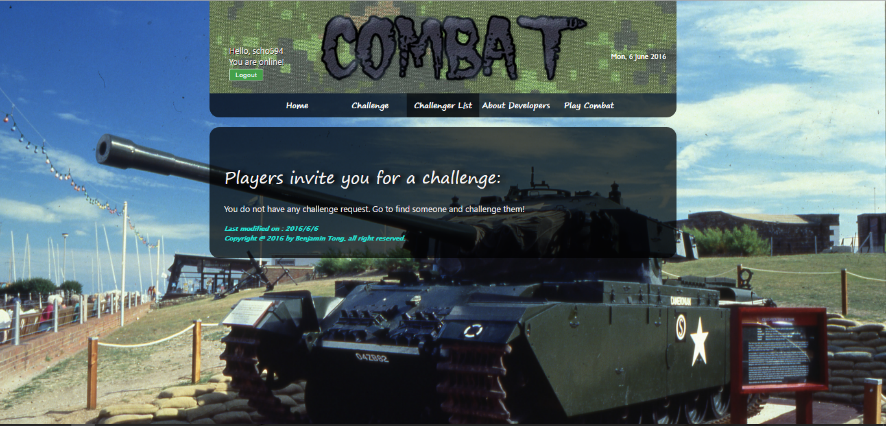 COMBAT
Hello, scho594
You are online!
Logout
Mon, 6 June 2016
Home Challenge Challenger List About Developers Play Combat
Players invite you for a challenge:
You do not have any challenge request. Go to find someone and challenge them!
Last modified on : 2016/6/6
Copyright @ 2016 by Benjamin Tong, all right reserved.